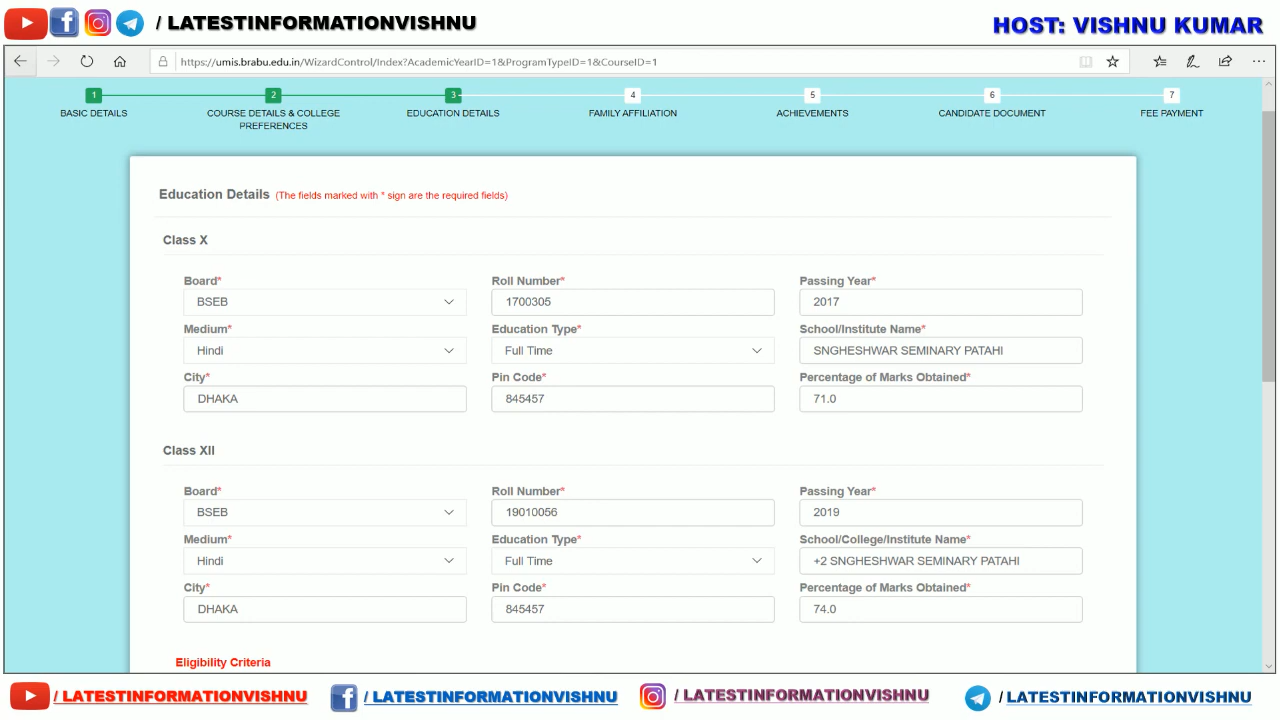 / LATESTINFORMATIONVISHNU
HOST: VISHNU KUMAR
https://umis.brabu.edu.in/WizardControl/Index?AcademicYearID=1&ProgramTypeID=1&CourseID=1
1 2 3 4 5 6 7
BASIC DETAILS COURSE DETAILS & COLLEGE EDUCATION DETAILS FAMILY AFFILIATION ACHIEVEMENTS CANDIDATE DOCUMENT FEE PAYMENT
PREFERENCES
Education Details (The fields marked with * sign are the required fields)
Class X
Board* Roll Number* Passing Year*
BSEB 1700305 2017
Medium* Education Type* School/Institute Name*
Hindi Full Time SNGHESHWAR SEMINARY PATAHI
City* Pin Code* Percentage of Marks Obtained*
DHAKA 845457 71.0
Class XII
Board* Roll Number* Passing Year*
BSEB 19010056 2019
Medium* Education Type* School/College/Institute Name*
Hindi Full Time +2 SNGHESHWAR SEMINARY PATAHI
City* Pin Code* Percentage of Marks Obtained*
DHAKA 845457 74.0
Eligibility Criteria
/ LATESTINFORMATIONVISHNU / LATESTINFORMATIONVISHNU / LATESTINFORMATIONVISHNU / LATESTINFORMATIONVISHNU